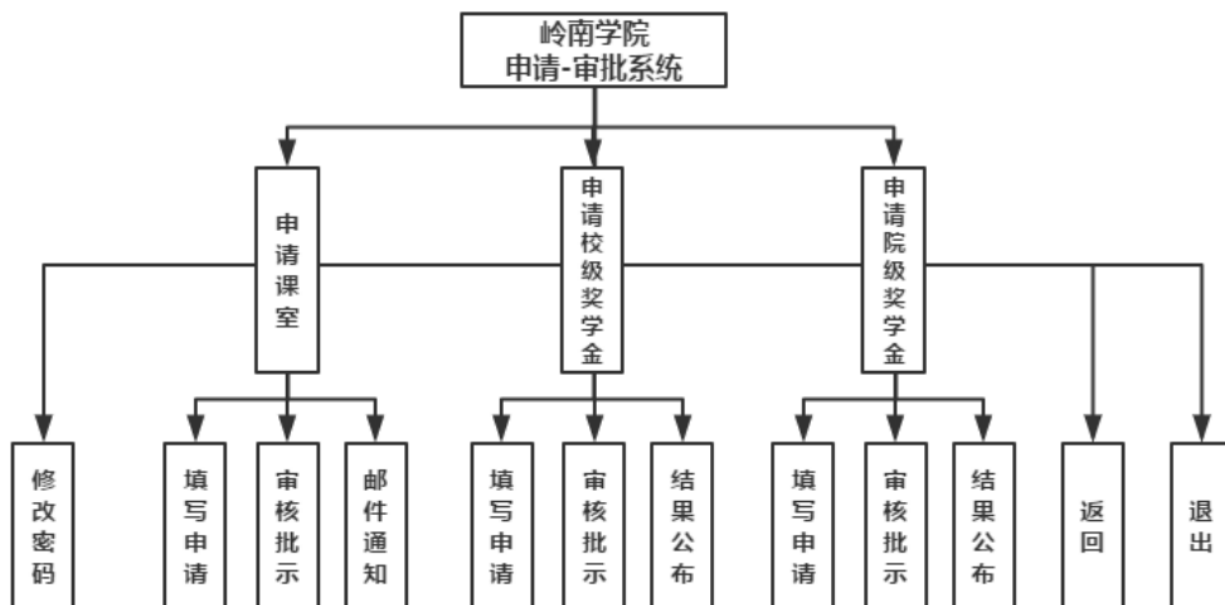 岭南学院
申请-审批系统
申请课室
申请校级奖学金
申请院级奖学金
修改密码
填写申请
审核批示
邮件通知
填写申请
审核批示
结果公布
填写申请
审核批示
结果公布
返回
退出